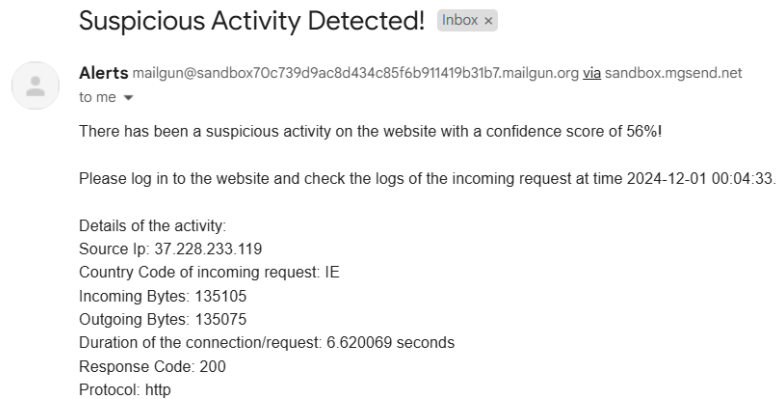 Suspicious Activity Detected! Inbox ×
Alerts mailgun@sandbox70c739d9ac8d434c85f6b911419b31b7.mailgun.org via sandbox.mgsend.net
to me
There has been a suspicious activity on the website with a confidence score of 56%!
Please log in to the website and check the logs of the incoming request at time 2024-12-01 00:04:33.
Details of the activity:
Source Ip: 37.228.233.119
Country Code of incoming request: IE
Incoming Bytes: 135105
Outgoing Bytes: 135075
Duration of the connection/request: 6.620069 seconds
Response Code: 200
Protocol: http